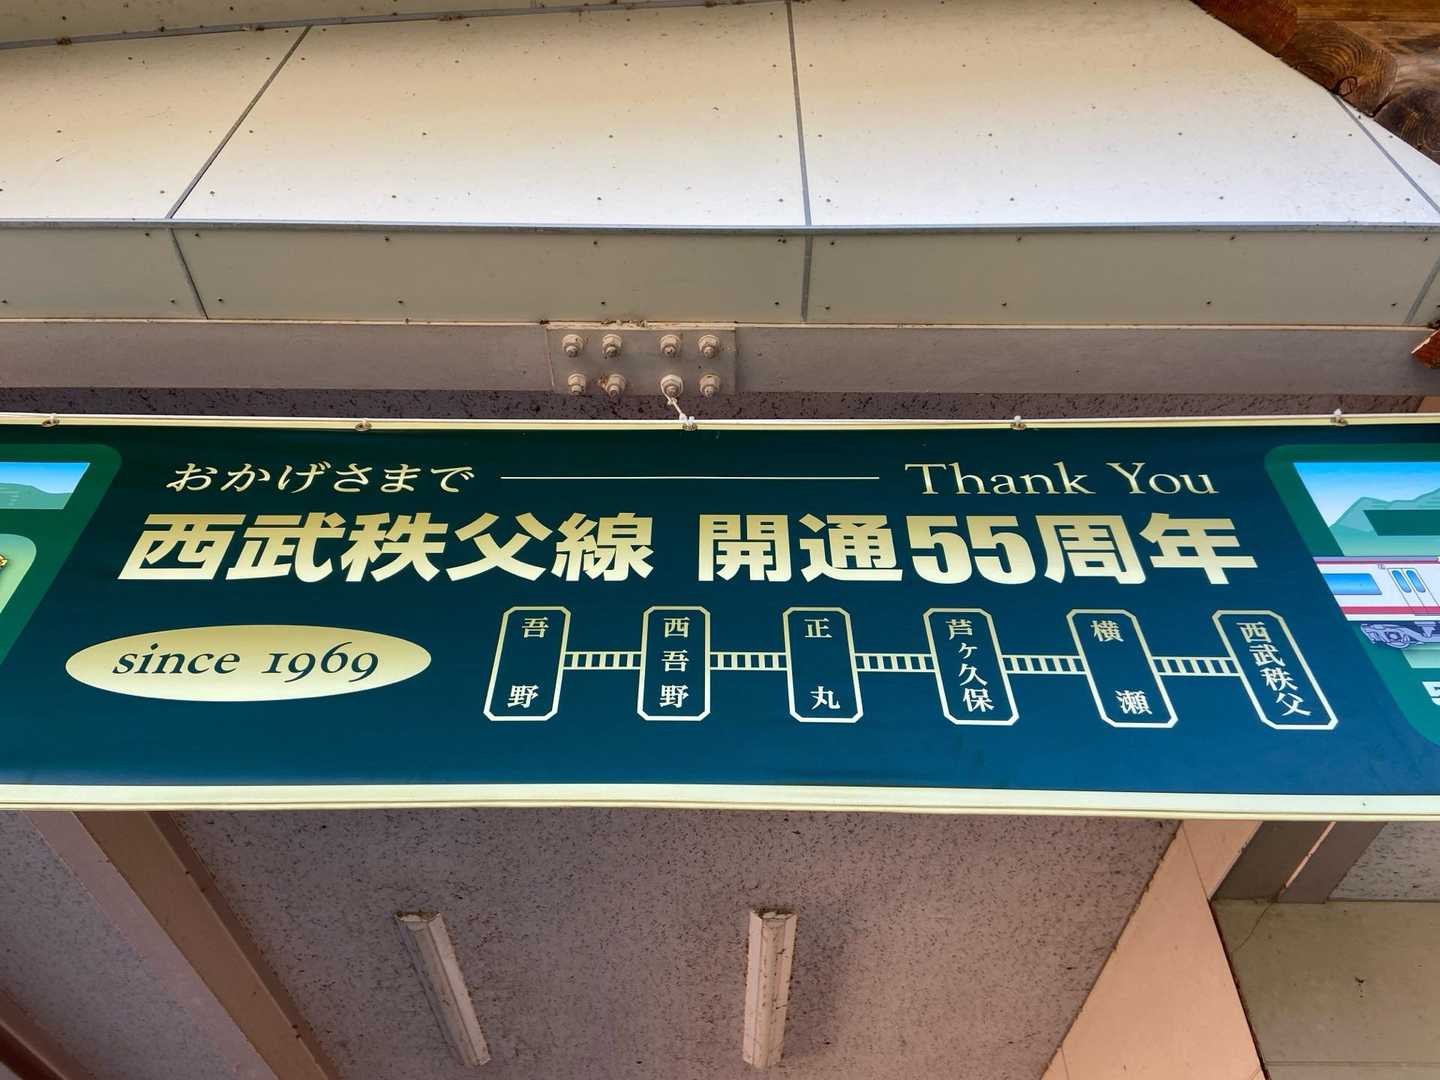 おかげさまで Thank You
西武秩父線 開通55周年
since 1969
吾野
西吾野
正丸
芦ヶ久保
横瀬
西武秩父